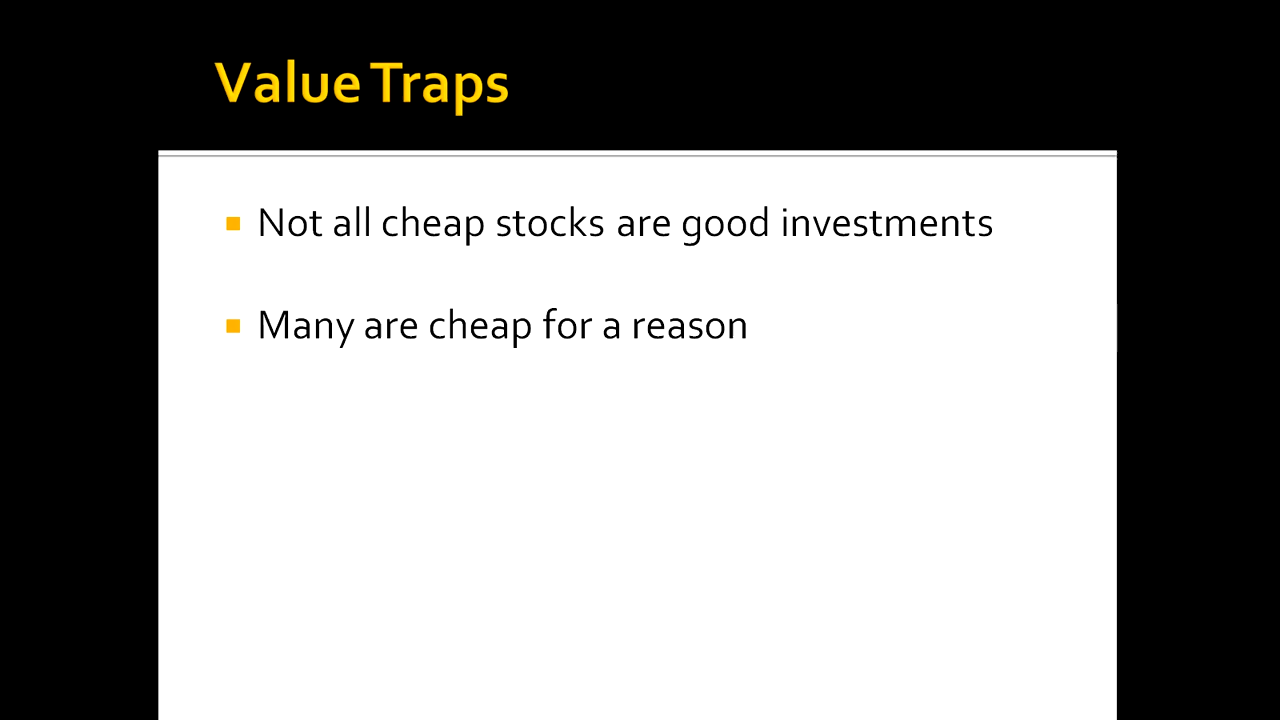 Value Traps
Not all cheap stocks are good investments
Many are cheap for a reason